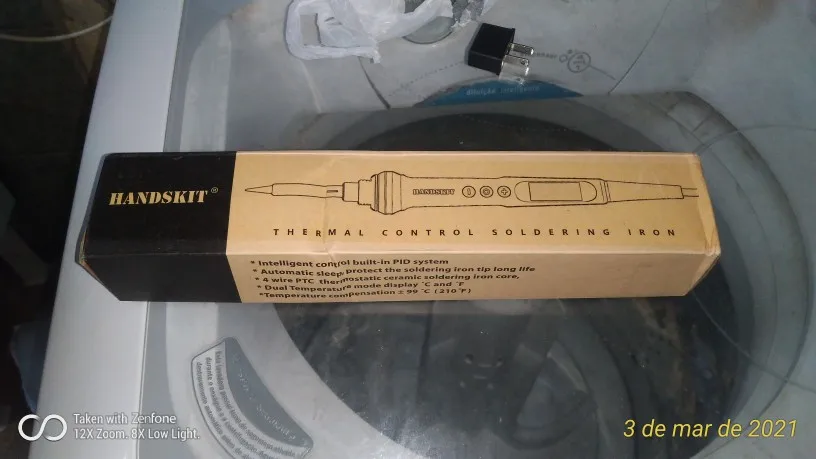 HANDSKIT®
HANDSKIT
THERMAL CONTROL SOLDERING IRON
* Intelligent control built-in PID system
* Automatic sleep protect the soldering iron tip long life
* 4 wire PTC thermostatic ceramic soldering iron core,
* Dual Temperature mode display °C and °F
*Temperature compensation ± 99 °C (210°F)
Taken with Zenfone
12X Zoom. 8X Low Light.
3 de mar de 2021